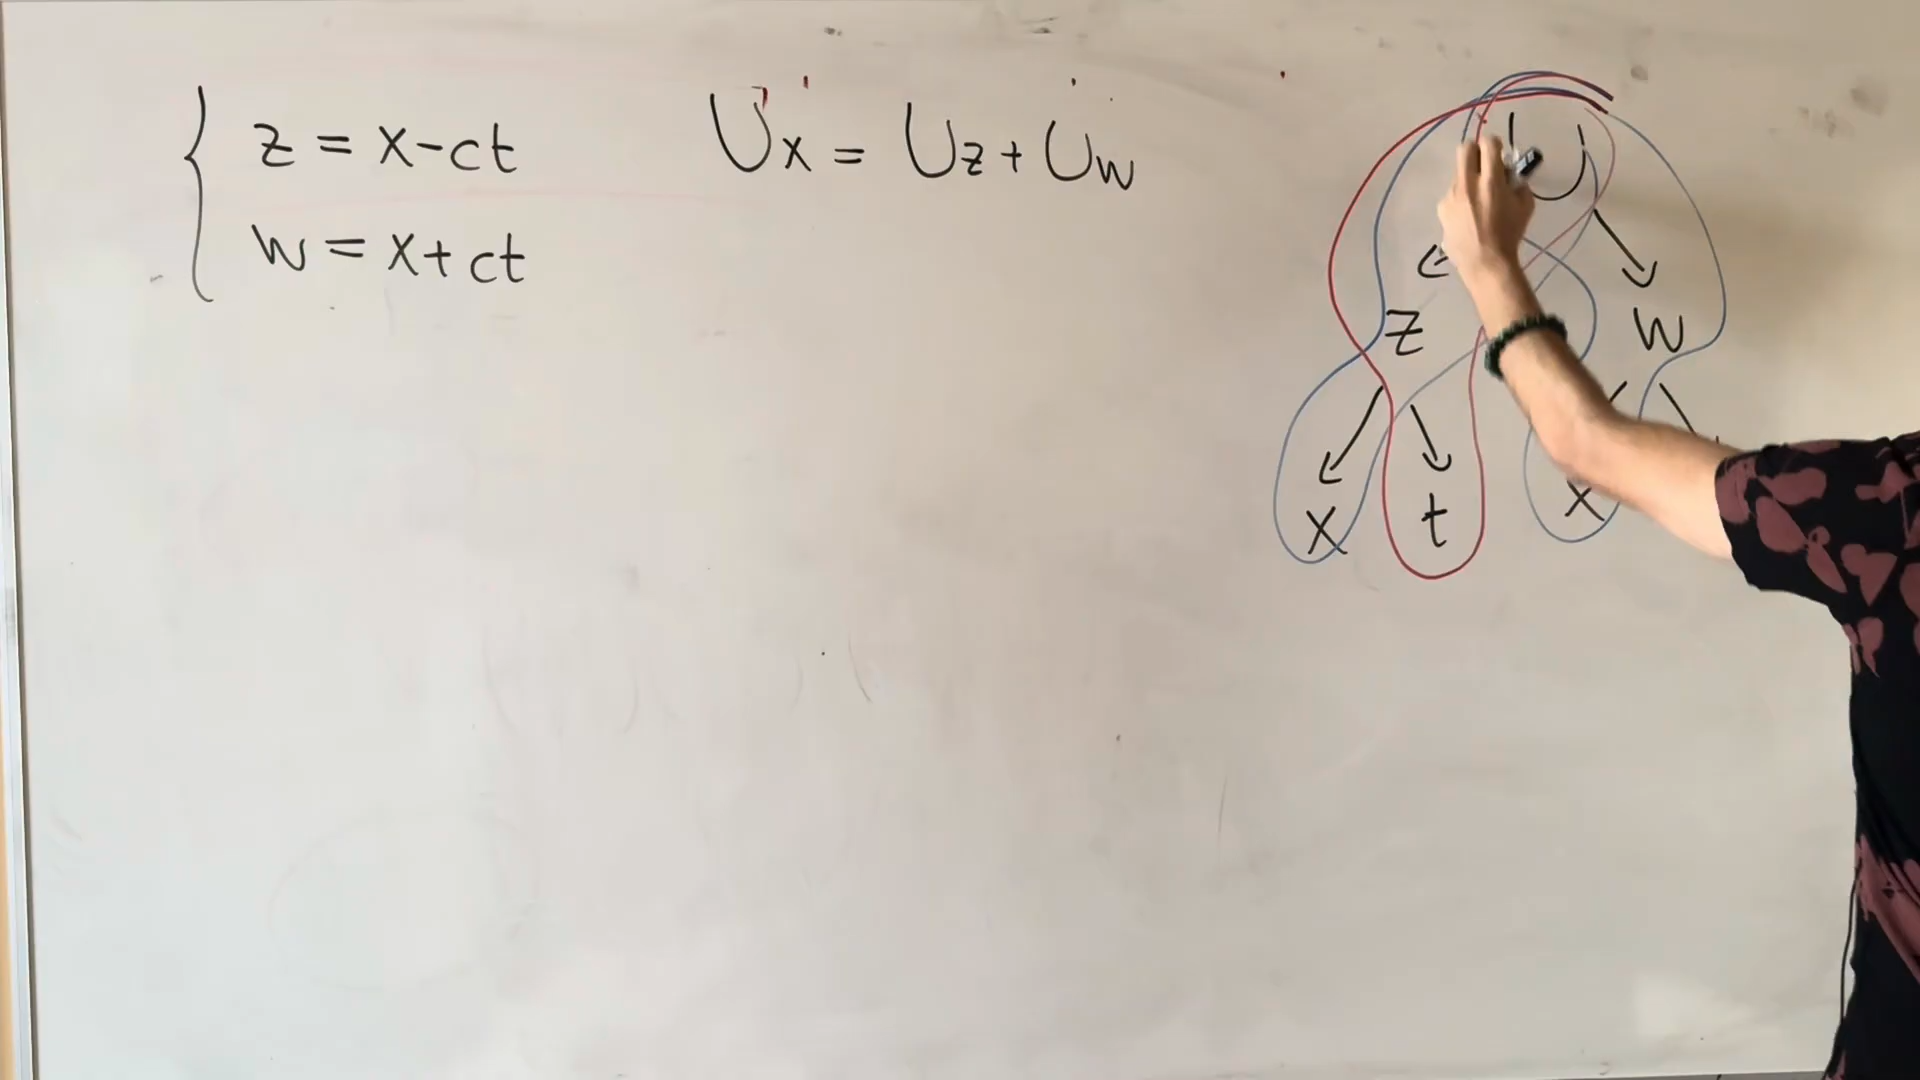 z = x-ct
w = x+ct
Ux = Uz + Uw
U
z w
x t x